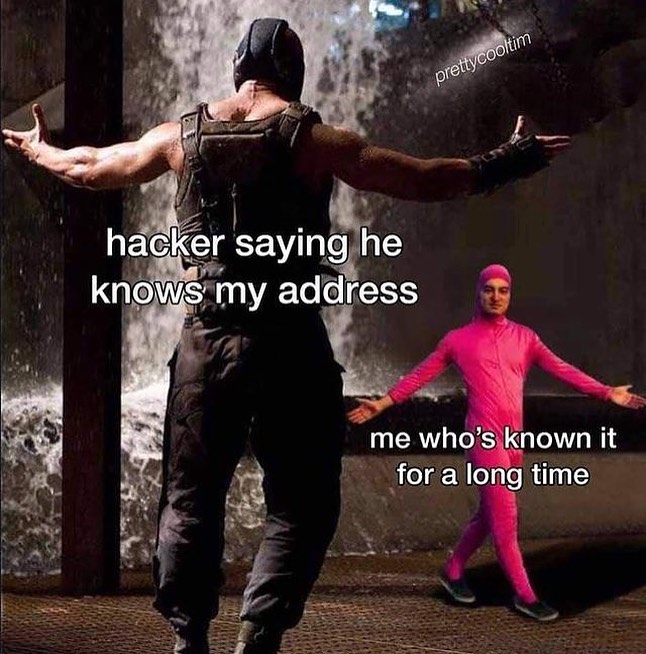 prettycooltim
hacker saying he
knows my address
me who's known it
for a long time